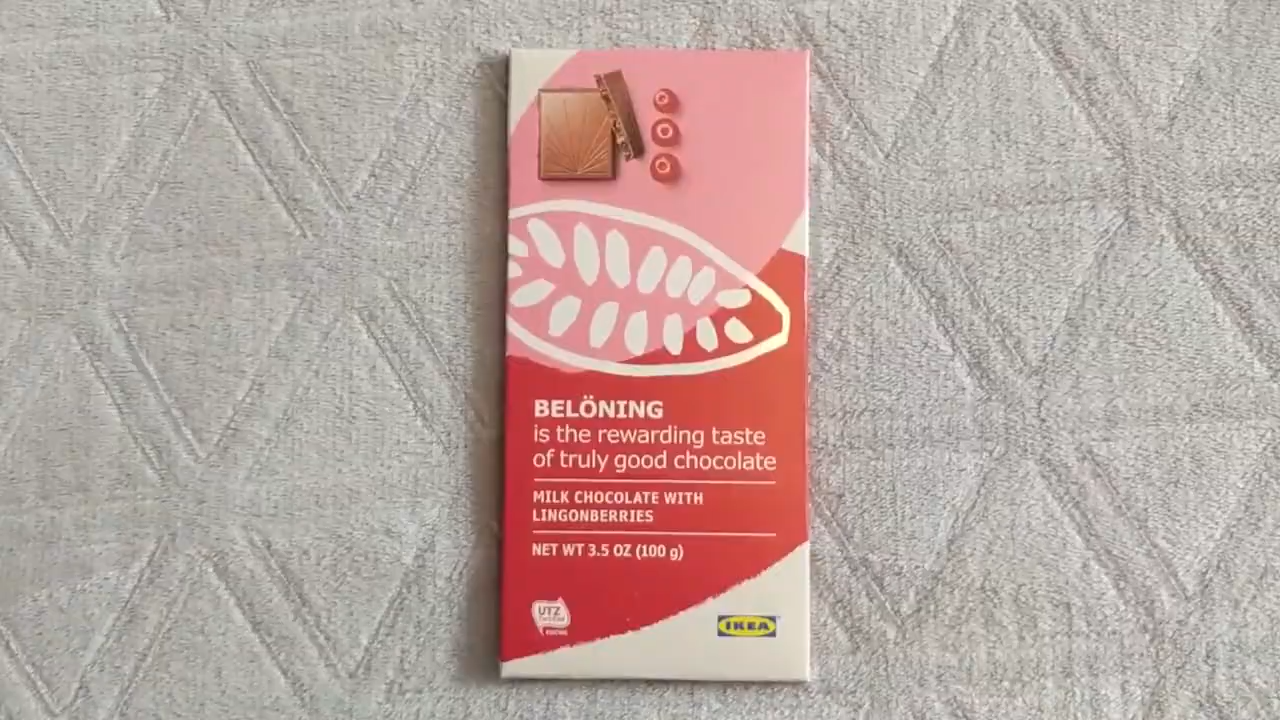 BELÖNING
is the rewarding taste
of truly good chocolate
MILK CHOCOLATE WITH
LINGONBERRIES
NET WT 3.5 OZ (100 g)
UTZ
IKEA